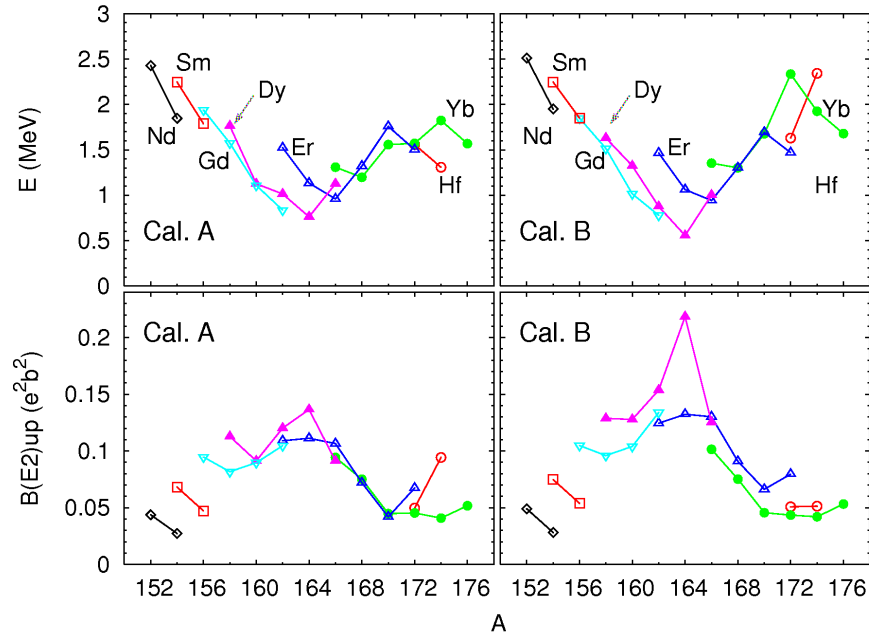 3
2.5
2
1.5
1
0.5
0
E (MeV)
Sm
Dy
Nd
Gd
Er
Yb
Hf
Cal. A
Sm
Dy
Nd
Gd
Er
Yb
Hf
Cal. B
0.2
0.15
0.1
0.05
0
B(E2)up (e²b²)
Cal. A
Cal. B
152 156 160 164 168 172 176
152 156 160 164 168 172 176
A